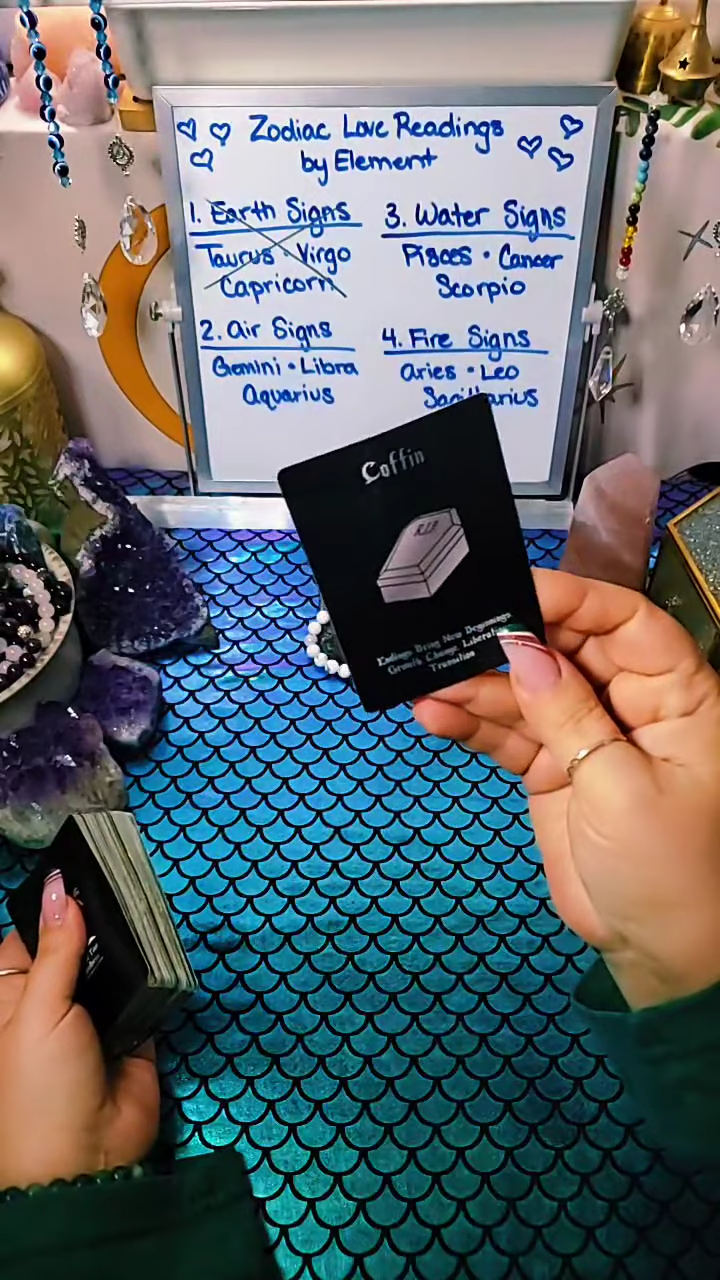 Zodiac Love Readings
by Element
1. Earth Signs
Taurus • Virgo
Capricorn
2. Air Signs
Gemini • Libra
Aquarius
3. Water Signs
Pisces • Cancer
Scorpio
4. Fire Signs
Aries • Leo
Sagittarius
Coffin
R.I.P
Endings Bring New Beginnings
Growth Change Liberation
Transition